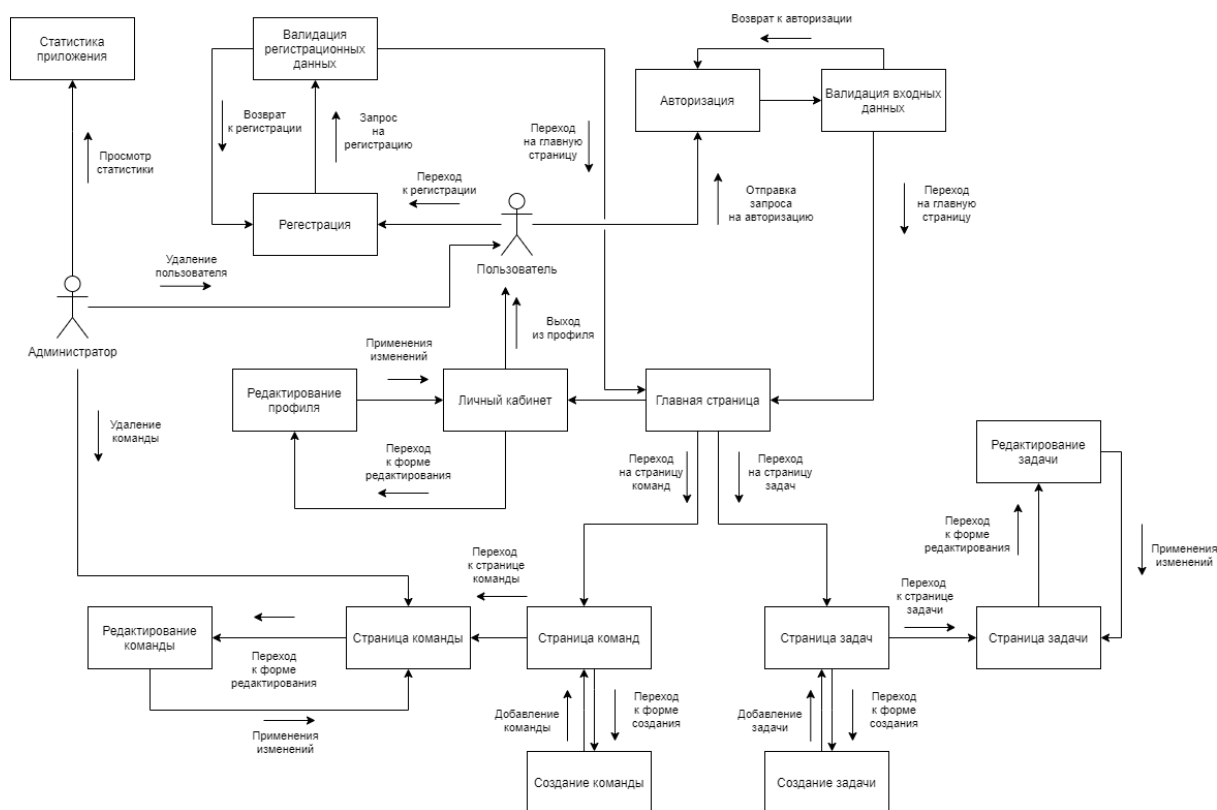 Возврат к авторизации
Статистика
приложения
Валидация
регистрационных
данных
Авторизация
Валидация входных
данных
Возврат
к регистрации
Запрос
на
регистрацию
Переход
на главную
страницу
Просмотр
статистики
Переход
к регистрации
Отправка
запроса
на авторизацию
Переход
на главную
страницу
Регестрация
Удаление
пользователя
Пользователь
Администратор
Выход
из профиля
Применения
изменений
Редактирование
профиля
Личный кабинет
Главная страница
Удаление
команды
Переход
к форме
редактирования
Переход
на страницу
команд
Переход
на страницу
задач
Редактирование
задачи
Переход
к форме
редактирования
Применения
изменений
Переход
к странице
команды
Переход
к странице
задачи
Редактирование
команды
Страница команды
Страница команд
Страница задач
Страница задачи
Переход
к форме
редактирования
Применения
изменений
Добавление
команды
Переход
к форме
создания
Добавление
задачи
Переход
к форме
создания
Создание команды
Создание задачи